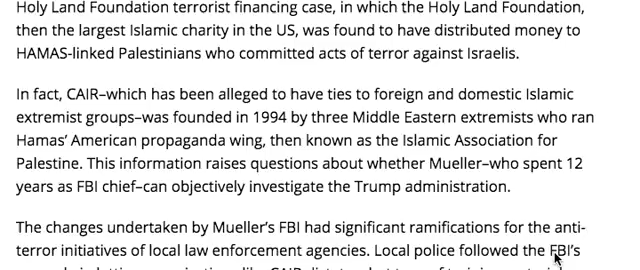 Holy Land Foundation terrorist financing case, in which the Holy Land Foundation,
then the largest Islamic charity in the US, was found to have distributed money to
HAMAS-linked Palestinians who committed acts of terror against Israelis.
In fact, CAIR–which has been alleged to have ties to foreign and domestic Islamic
extremist groups–was founded in 1994 by three Middle Eastern extremists who ran
Hamas’ American propaganda wing, then known as the Islamic Association for
Palestine. This information raises questions about whether Mueller–who spent 12
years as FBI chief–can objectively investigate the Trump administration.
The changes undertaken by Mueller’s FBI had significant ramifications for the anti-
terror initiatives of local law enforcement agencies. Local police followed the FBI’s